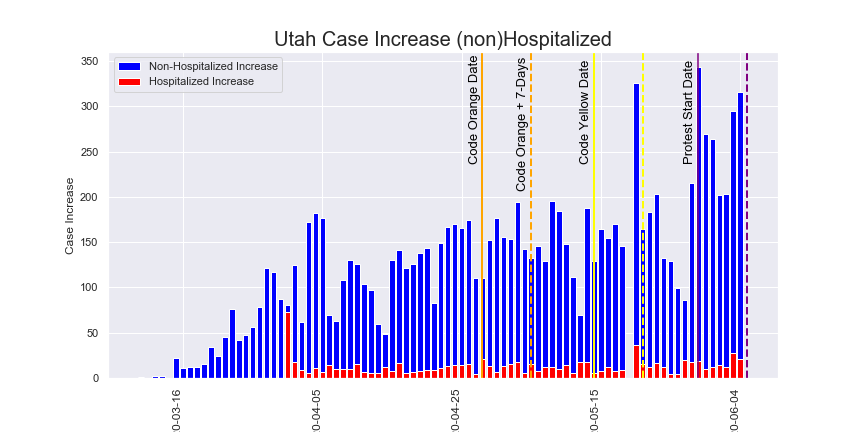 Utah Case Increase (non)Hospitalized
Non-Hospitalized Increase
Hospitalized Increase
Code Orange Date
Code Orange + 7-Days
Code Yellow Date
Protest Start Date
Case Increase
350
300
250
200
150
100
50
0
0-03-16
0-04-05
0-04-25
0-05-15
0-06-04